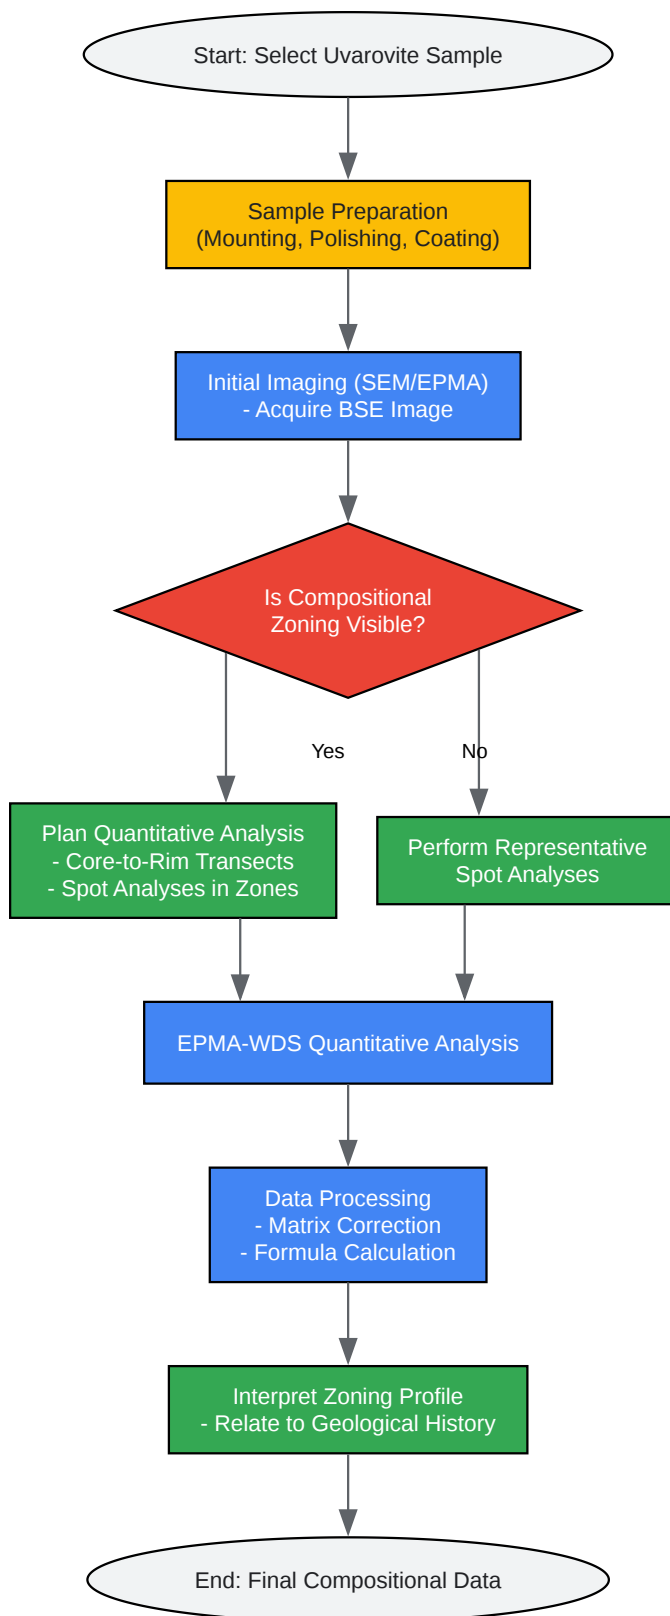 Start: Select Uvarovite Sample
Sample Preparation
(Mounting, Polishing, Coating)
Initial Imaging (SEM/EPMA)
- Acquire BSE Image
Is Compositional
Zoning Visible?
Yes
No
Plan Quantitative Analysis
- Core-to-Rim Transects
- Spot Analyses in Zones
Perform Representative
Spot Analyses
EPMA-WDS Quantitative Analysis
Data Processing
- Matrix Correction
- Formula Calculation
Interpret Zoning Profile
- Relate to Geological History
End: Final Compositional Data